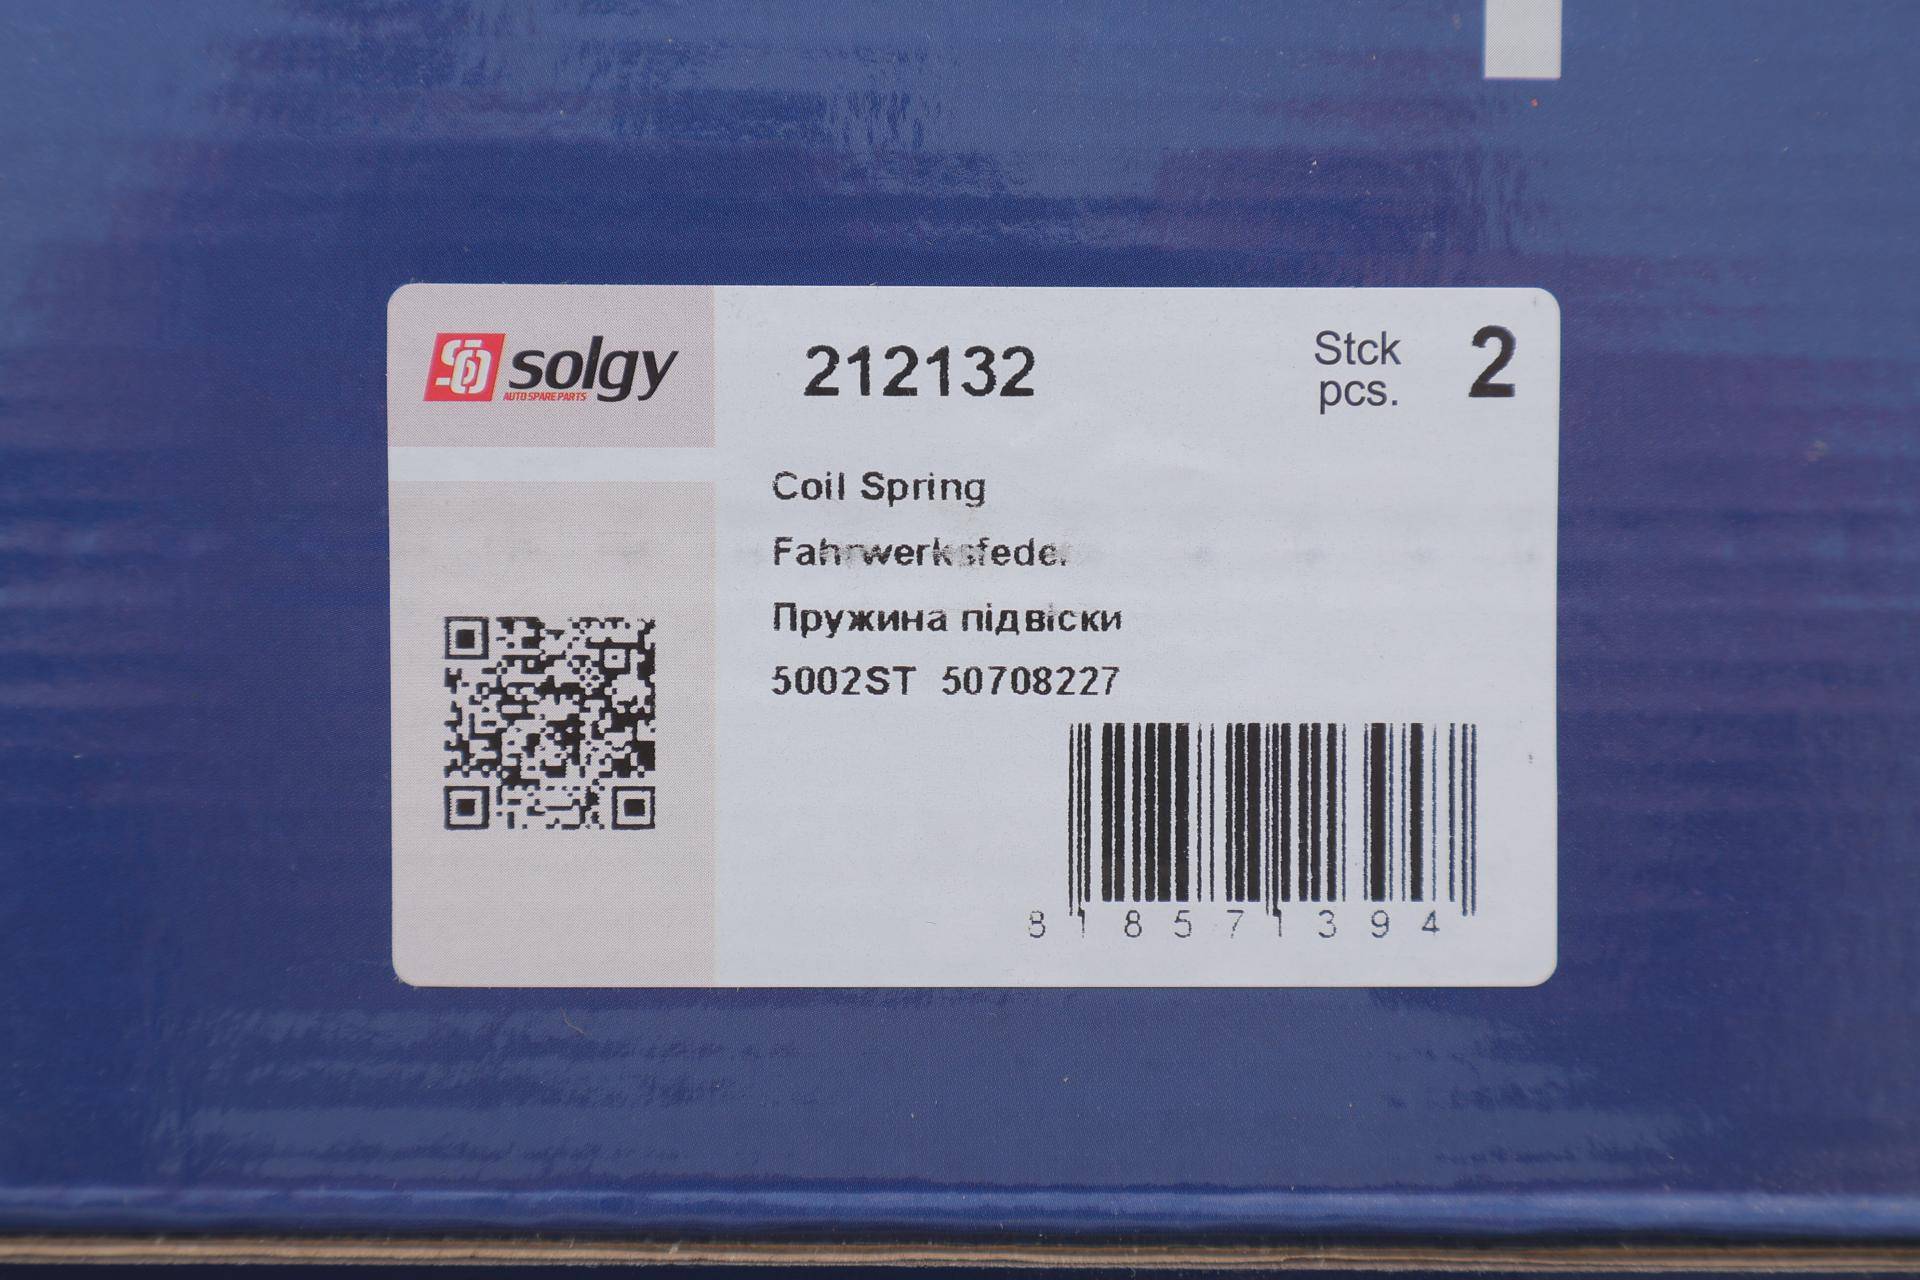 solgy
AUTO SPARE PARTS
212132
Stck
pcs.
2
Coil Spring
Fahrwerksfeder
Пружина підвіски
5002ST 50708227
8 1 8 5 7 1 3 9 4